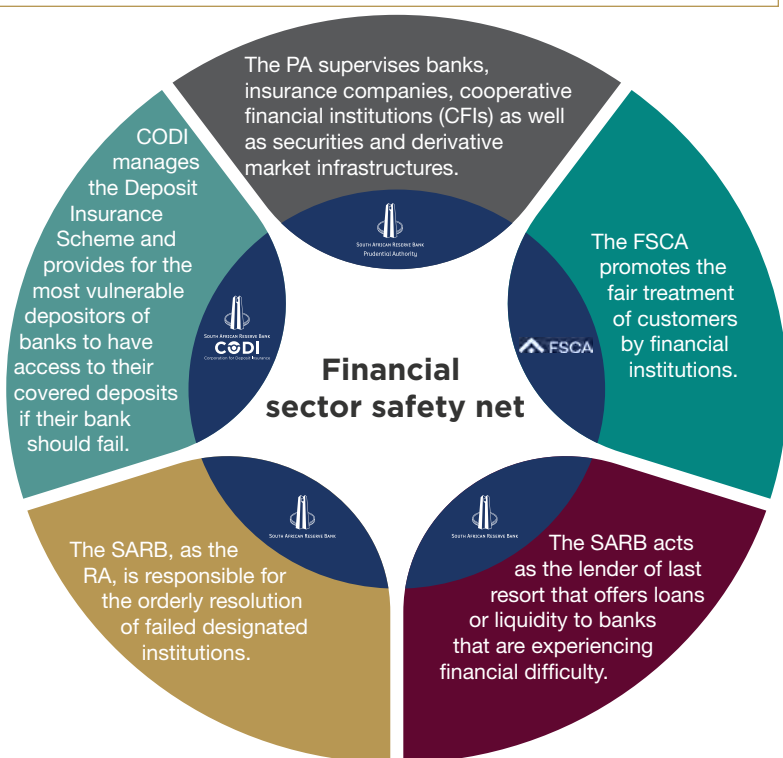 The PA supervises banks,
insurance companies, cooperative
financial institutions (CFIs) as well
as securities and derivative
market infrastructures.
SOUTH AFRICAN RESERVE BANK
Prudential Authority
The FSCA
promotes the
fair treatment
of customers
by financial
institutions.
FSCA
The SARB acts
as the lender of last
resort that offers loans
or liquidity to banks
that are experiencing
financial difficulty.
SOUTH AFRICAN RESERVE BANK
The SARB, as the
RA, is responsible for
the orderly resolution
of failed designated
institutions.
SOUTH AFRICAN RESERVE BANK
CODI
manages
the Deposit
Insurance
Scheme and
provides for the
most vulnerable
depositors of
banks to have
access to their
covered deposits
if their bank
should fail.
SOUTH AFRICAN RESERVE BANK
CODI
Corporation for Deposit Insurance
Financial
sector safety net